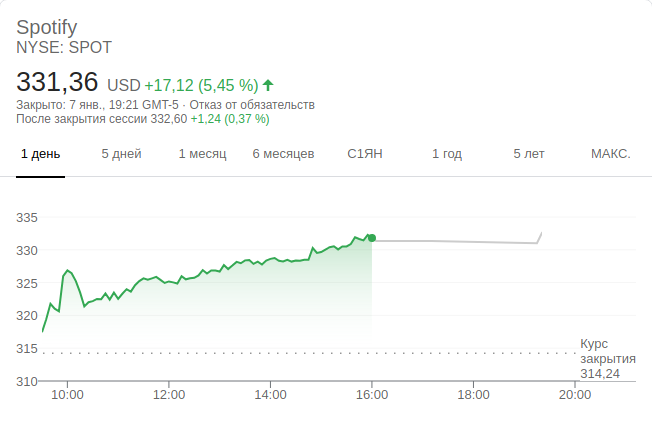 Spotify
NYSE: SPOT
331,36 USD +17,12 (5,45 %)
Закрыто: 7 янв., 19:21 GMT-5 · Отказ от обязательств
После закрытия сессии 332,60 +1,24 (0,37 %)
1 день 5 дней 1 месяц 6 месяцев С1ЯН 1 год 5 лет МАКС.
335
330
325
320
315
310
Курс
закрытия
314,24
10:00 12:00 14:00 16:00 18:00 20:00